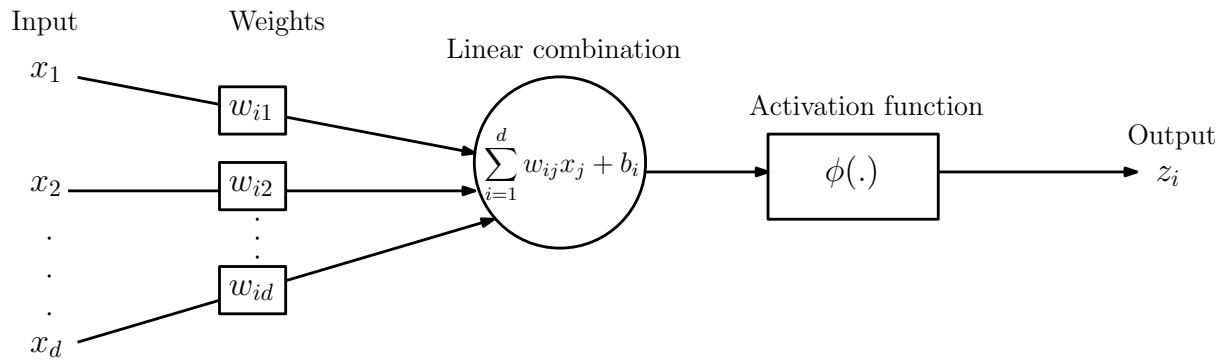 Input
Weights
Linear combination
x_1
w_{i1}
Activation function
Output
\sum_{i=1}^{d} w_{ij}x_j + b_i
x_2
w_{i2}
ϕ(.)
z_i
w_{id}
x_d